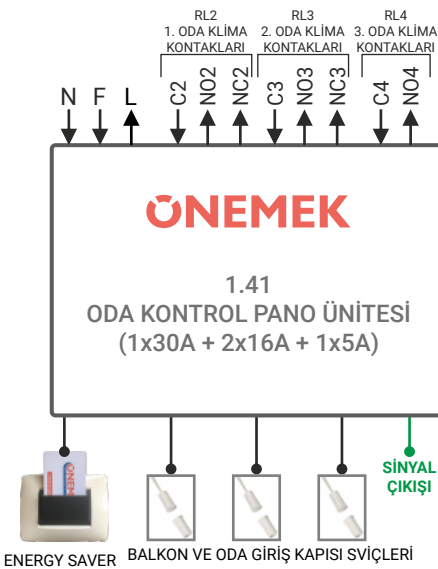 RL2
1. ODA KLİMA
KONTAKLARI
RL3
2. ODA KLİMA
KONTAKLARI
RL4
3. ODA KLİMA
KONTAKLARI
N
F
L
C2
NO2
NC2
C3
NO3
NC3
C4
NO4
ÖNEMEK
1.41
ODA KONTROL PANO ÜNİTESİ
(1x30A + 2x16A + 1x5A)
SİNYAL
ÇIKIŞI
ENERGY SAVER
BALKON VE ODA GİRİŞ KAPISI SVİÇLERİ